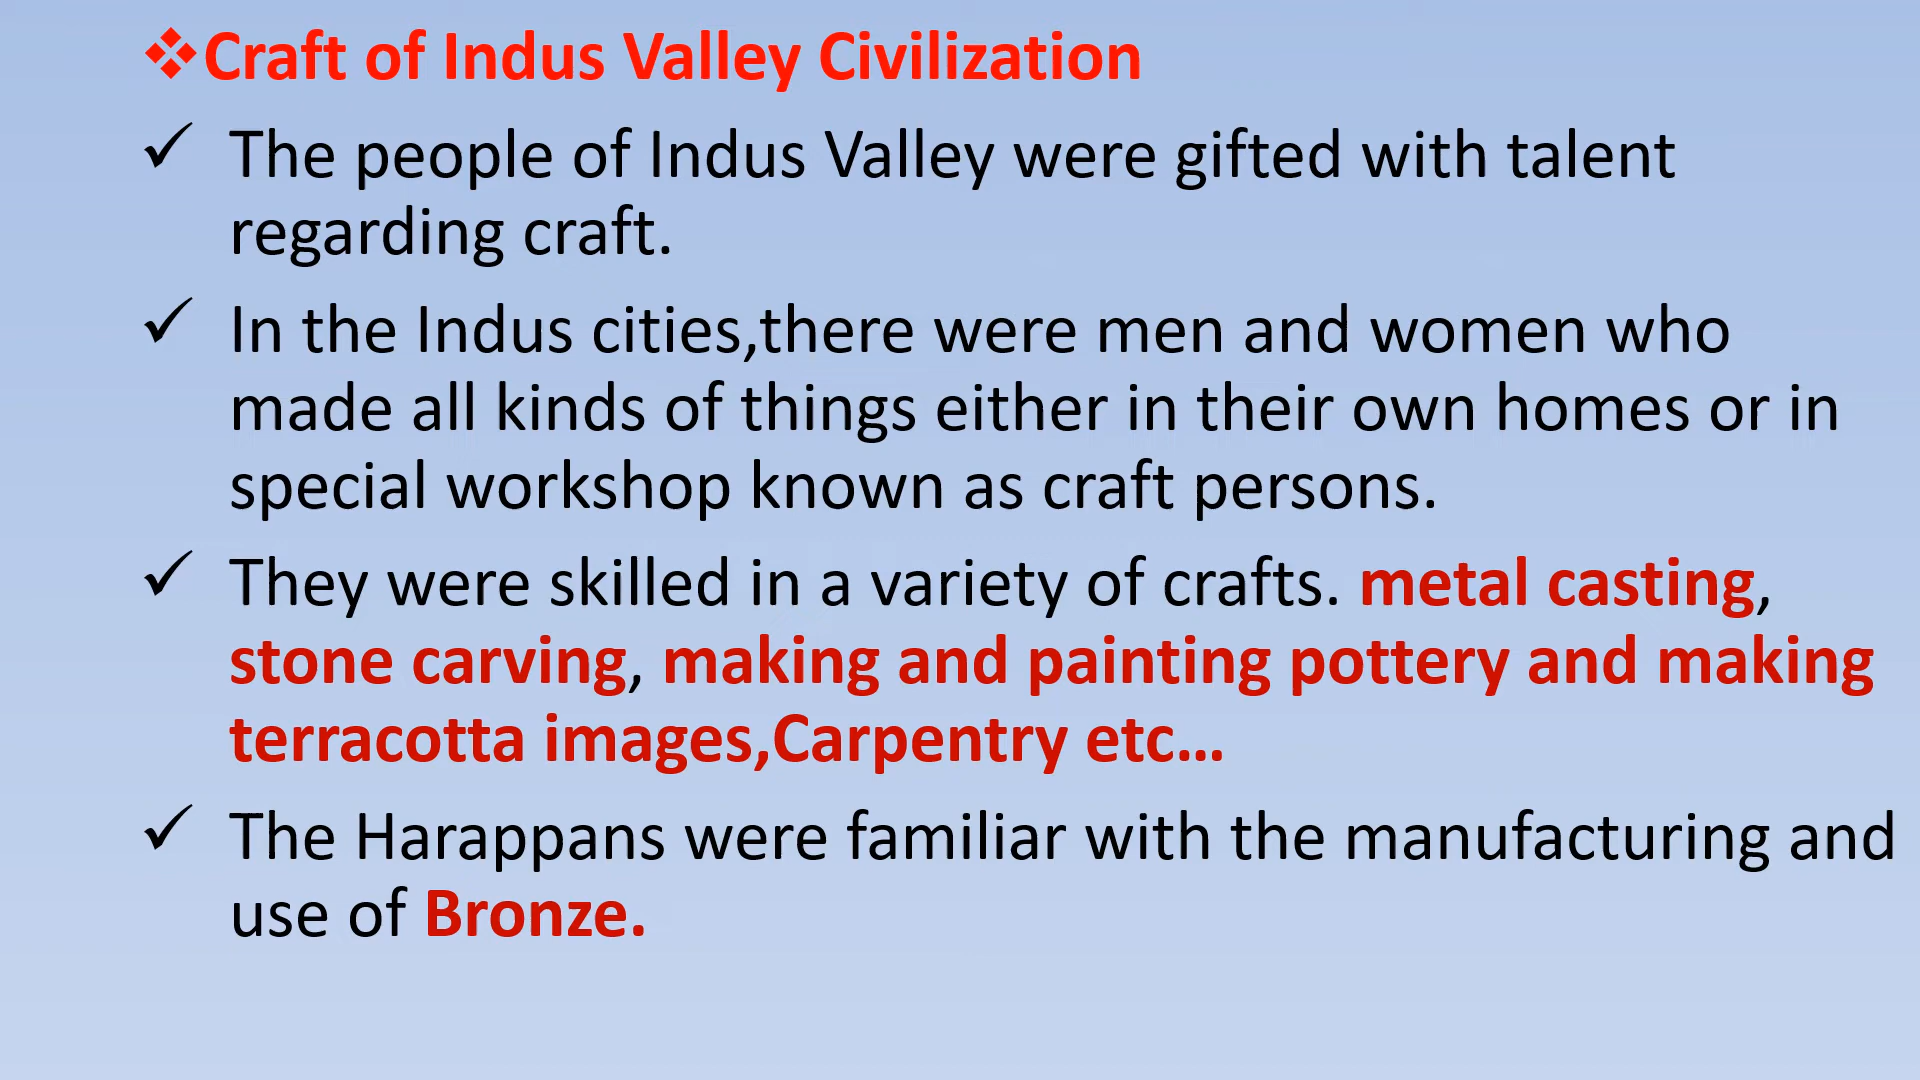 ❖Craft of Indus Valley Civilization
✓ The people of Indus Valley were gifted with talent
regarding craft.
✓ In the Indus cities,there were men and women who
made all kinds of things either in their own homes or in
special workshop known as craft persons.
✓ They were skilled in a variety of crafts. metal casting,
stone carving, making and painting pottery and making
terracotta images,Carpentry etc...
✓ The Harappans were familiar with the manufacturing and
use of Bronze.